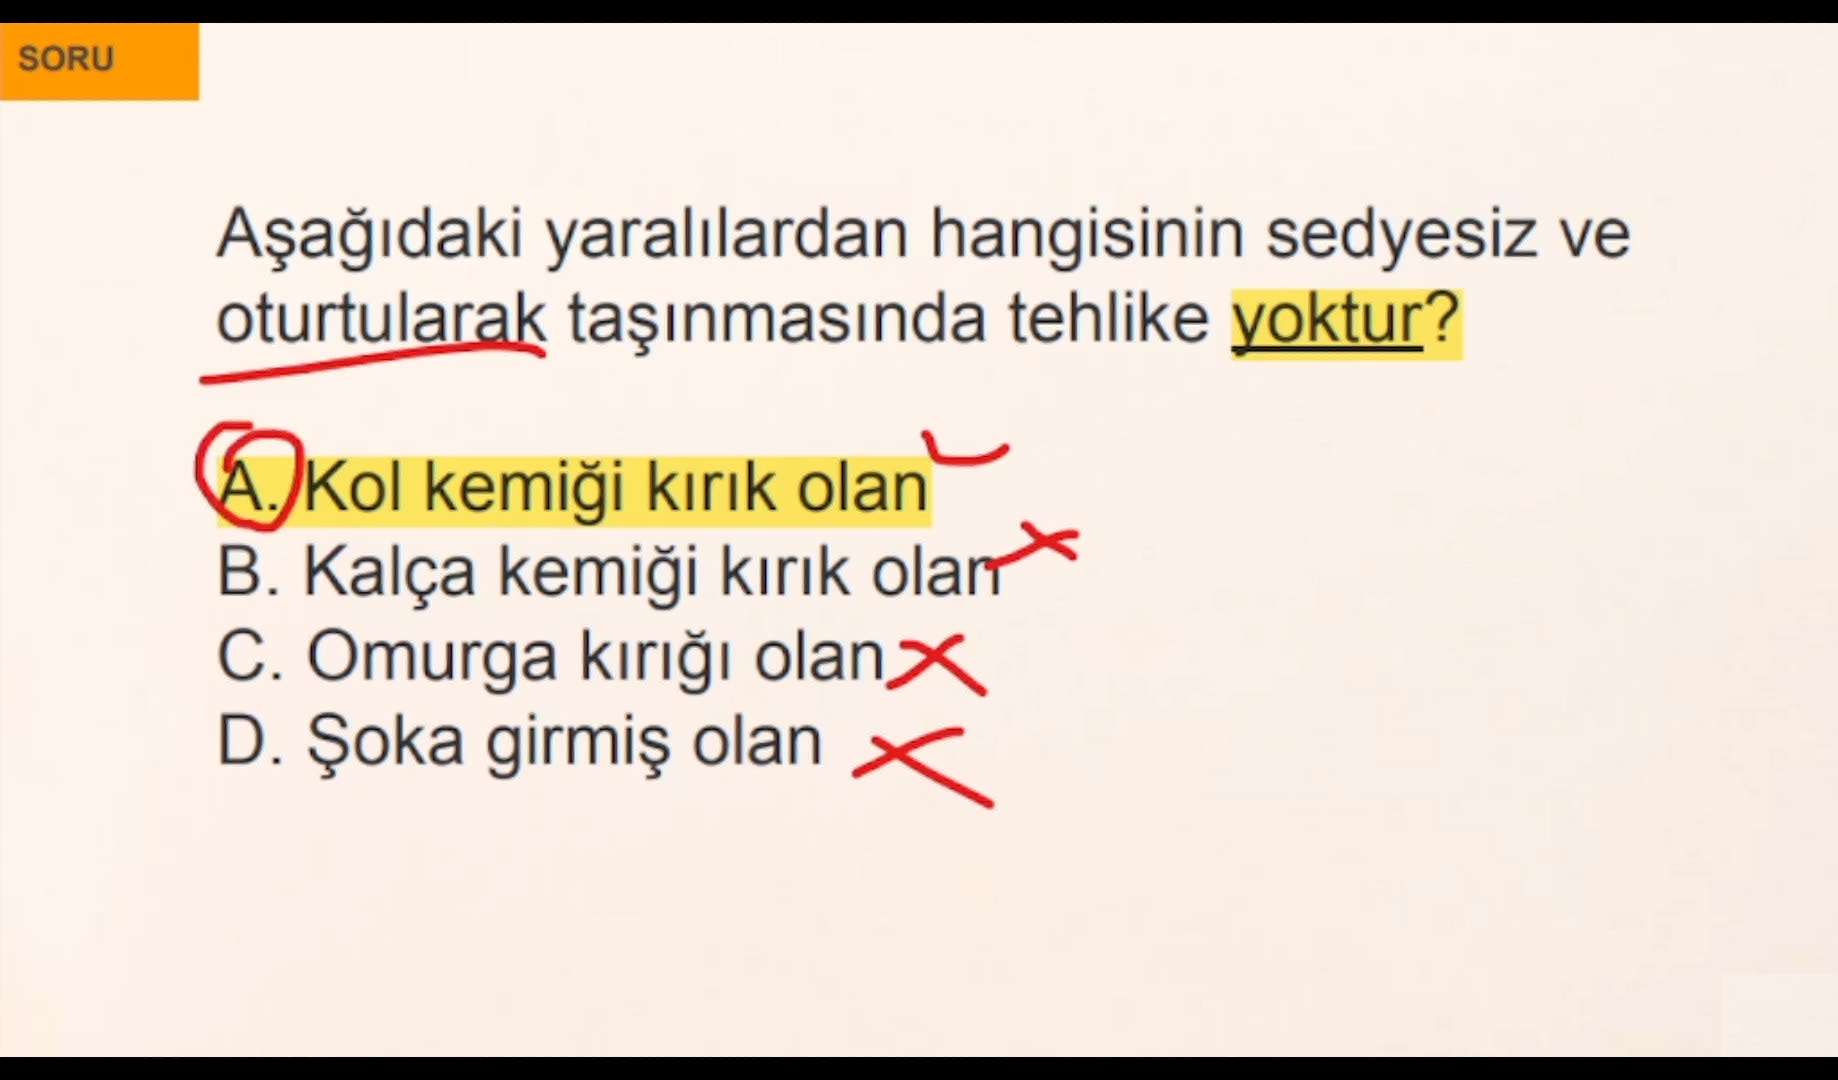 SORU
Aşağıdaki yaralılardan hangisinin sedyesiz ve
oturtularak taşınmasında tehlike yoktur?
A. Kol kemiği kırık olan
B. Kalça kemiği kırık olan
C. Omurga kırığı olan
D. Şoka girmiş olan